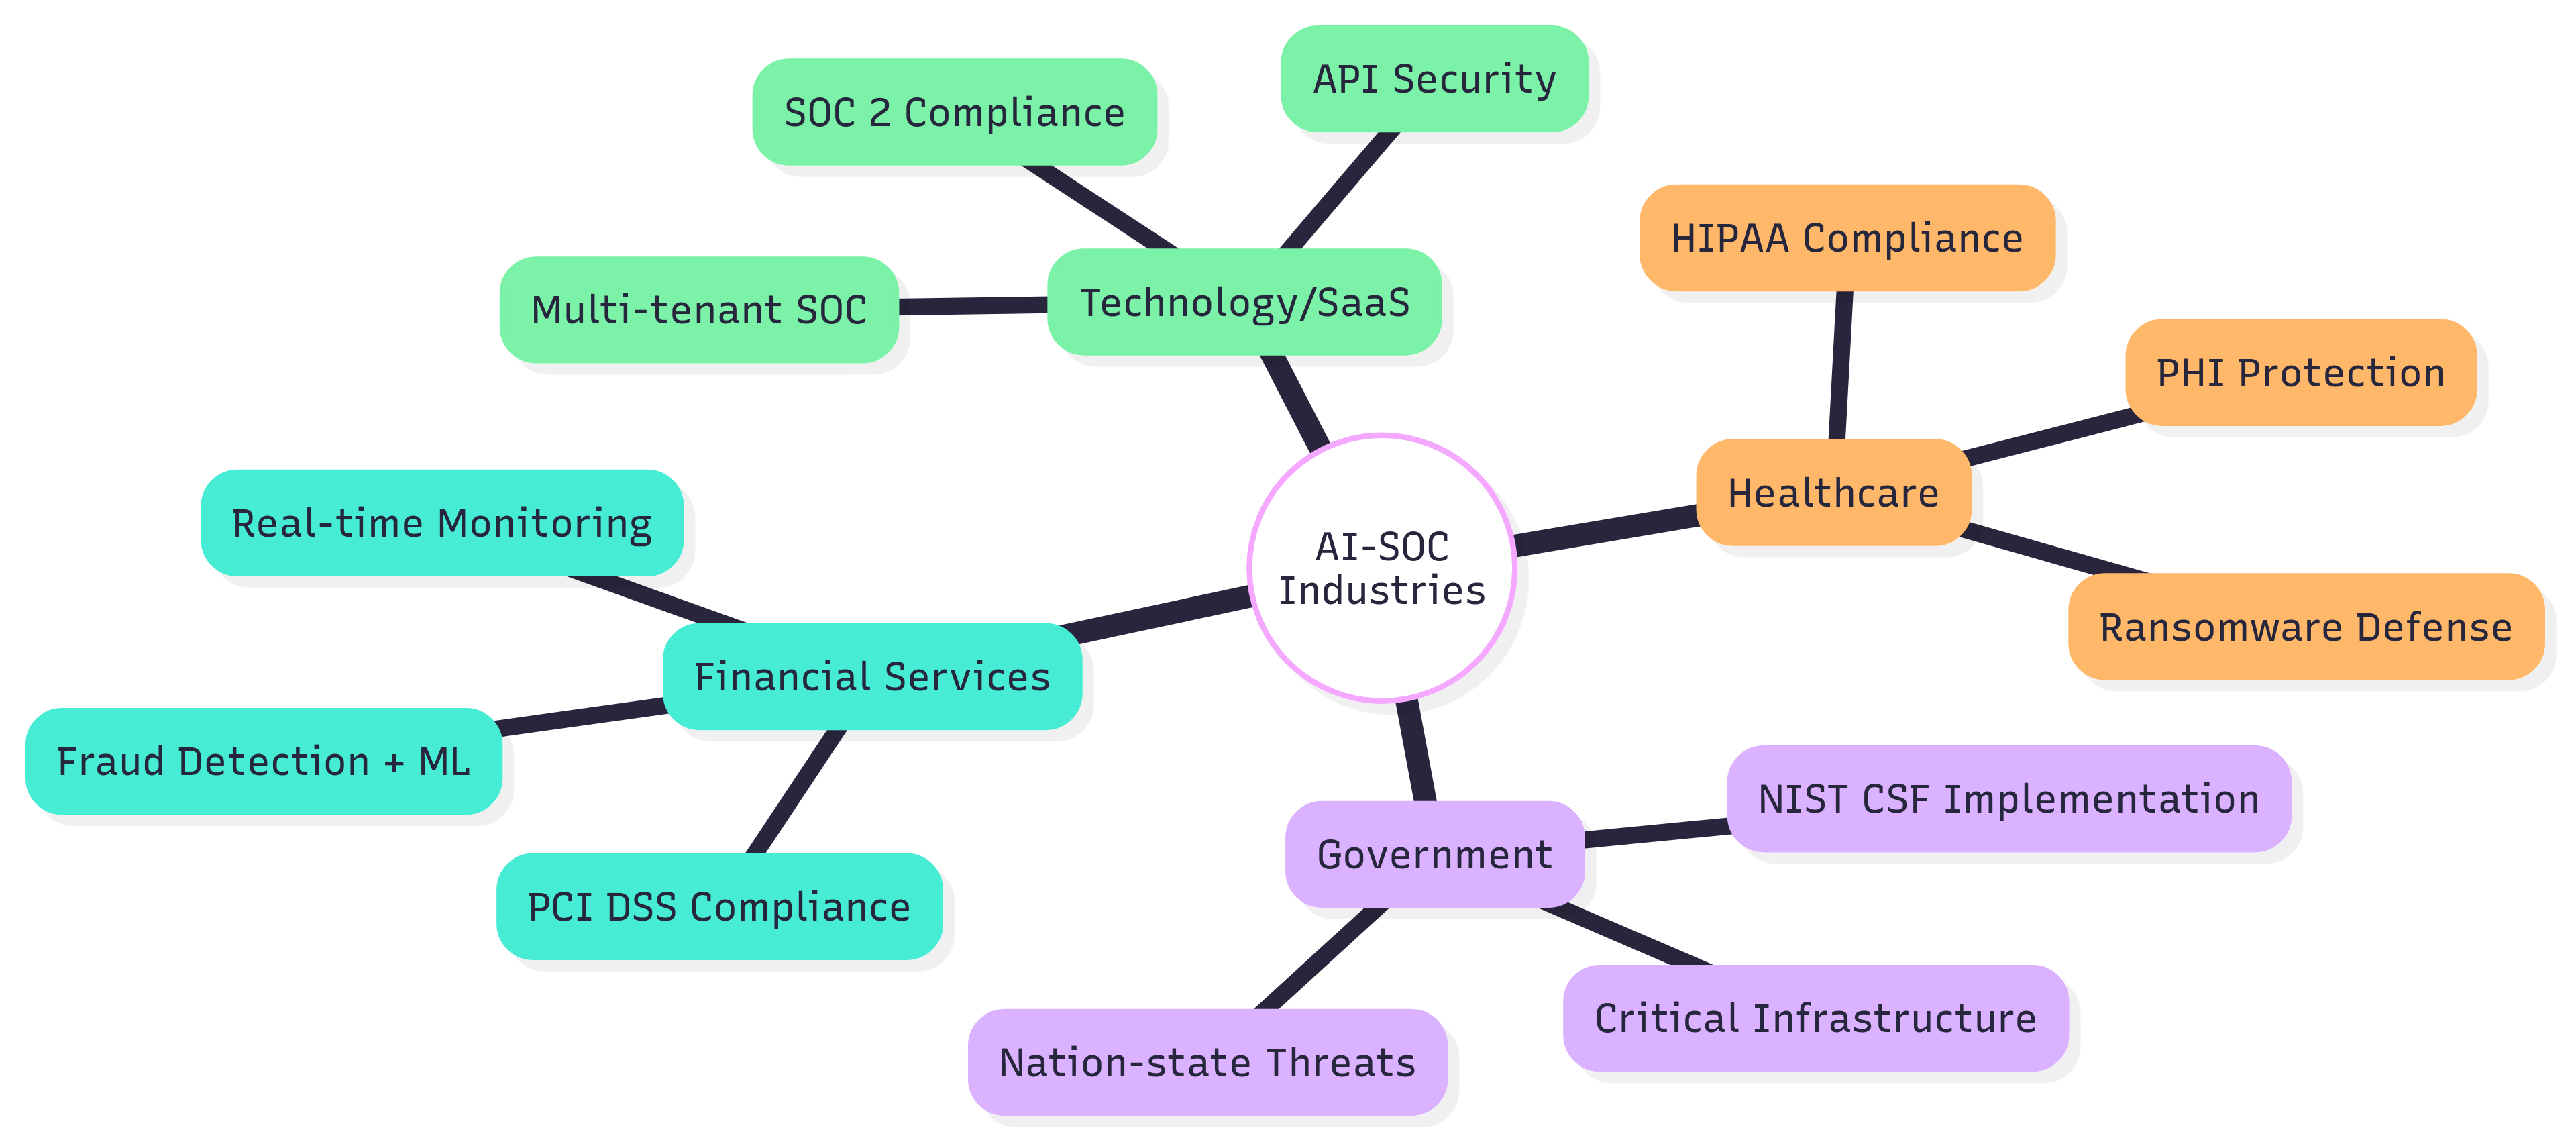 API Security
SOC 2 Compliance
HIPAA Compliance
Technology/SaaS
Multi-tenant SOC
PHI Protection
Healthcare
Real-time Monitoring
AI-SOC
Industries
Ransomware Defense
Financial Services
Fraud Detection + ML
NIST CSF Implementation
Government
PCI DSS Compliance
Critical Infrastructure
Nation-state Threats